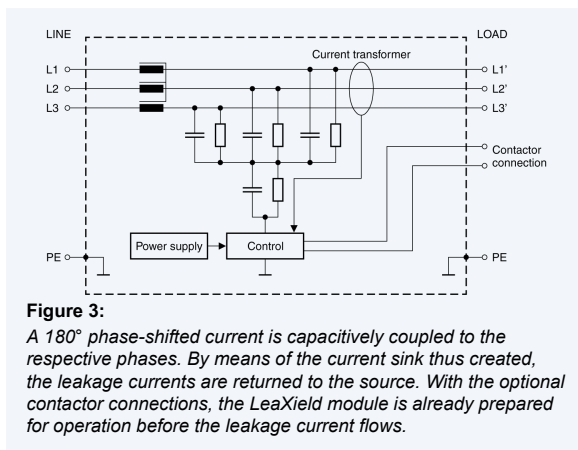 LINE
LOAD
Current transformer
L1
L1'
L2
L2'
L3
L3'
Contactor
connection
Power supply
Control
PE
PE
Figure 3:
A 180° phase-shifted current is capacitively coupled to the
respective phases. By means of the current sink thus created,
the leakage currents are returned to the source. With the optional
contactor connections, the LeaXield module is already prepared
for operation before the leakage current flows.